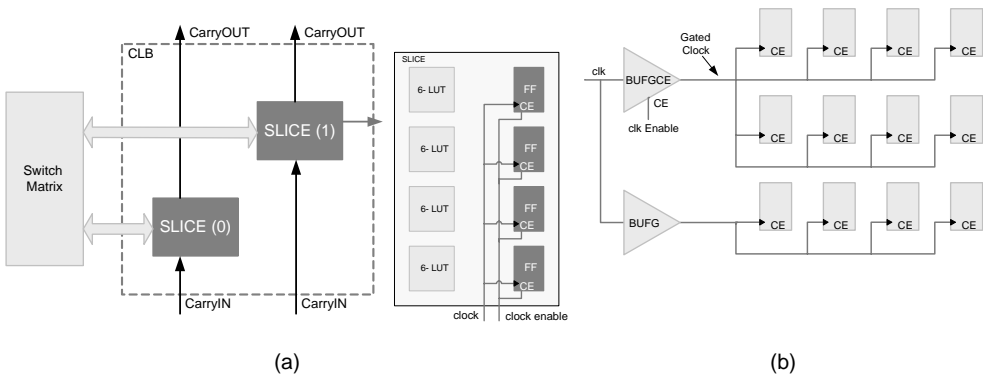 CarryOUT
CarryOUT
CLB
Switch
Matrix
SLICE (1)
SLICE (0)
CarryIN
CarryIN
SLICE
6- LUT
FF
CE
6- LUT
FF
CE
6- LUT
FF
CE
6- LUT
FF
CE
clock
clock enable
(a)
Gated
Clock
clk
BUFGCE
CE
clk Enable
CE
CE
CE
CE
CE
CE
CE
CE
BUFG
CE
CE
CE
CE
(b)